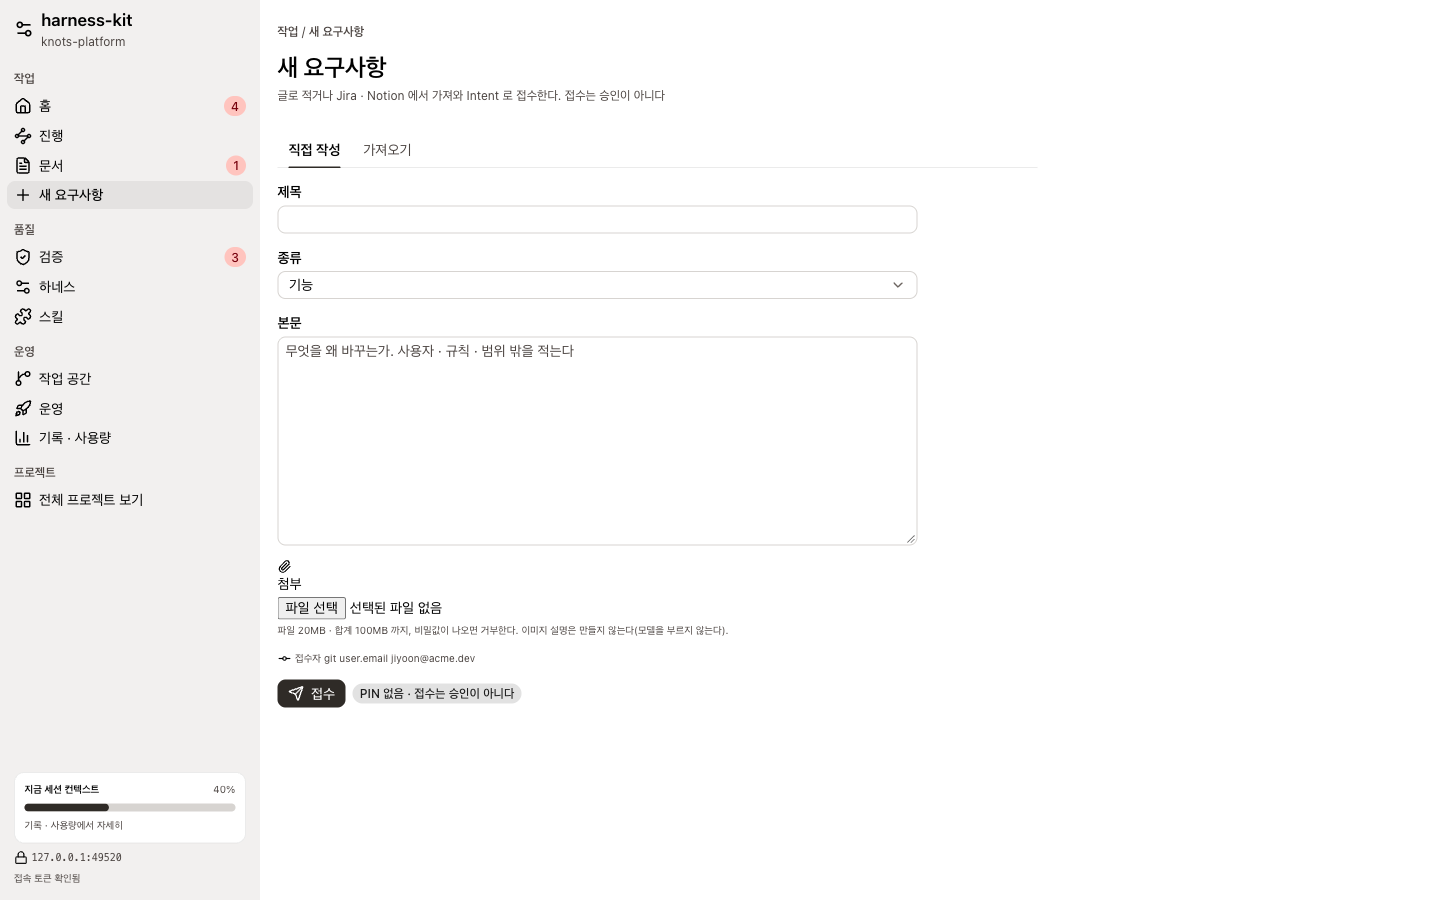 harness-kit
knots-platform
작업
홈 4
진행
문서 1
새 요구사항
품질
검증 3
하네스
스킬
운영
작업 공간
운영
기록 · 사용량
프로젝트
전체 프로젝트 보기
지금 세션 컨텍스트 40%
기록 · 사용량에서 자세히
127.0.0.1:49520
접속 토큰 확인됨
작업 / 새 요구사항
새 요구사항
글로 적거나 Jira · Notion 에서 가져와 Intent 로 접수한다. 접수는 승인이 아니다
직접 작성 가져오기
제목
종류
기능
본문
무엇을 왜 바꾸는가. 사용자 · 규칙 · 범위 밖을 적는다
첨부
파일 선택 선택된 파일 없음
파일 20MB · 합계 100MB 까지, 비밀값이 나오면 거부한다. 이미지 설명은 만들지 않는다(모델을 부르지 않는다).
접수자 git user.email jiyoon@acme.dev
접수 PIN 없음 · 접수는 승인이 아니다